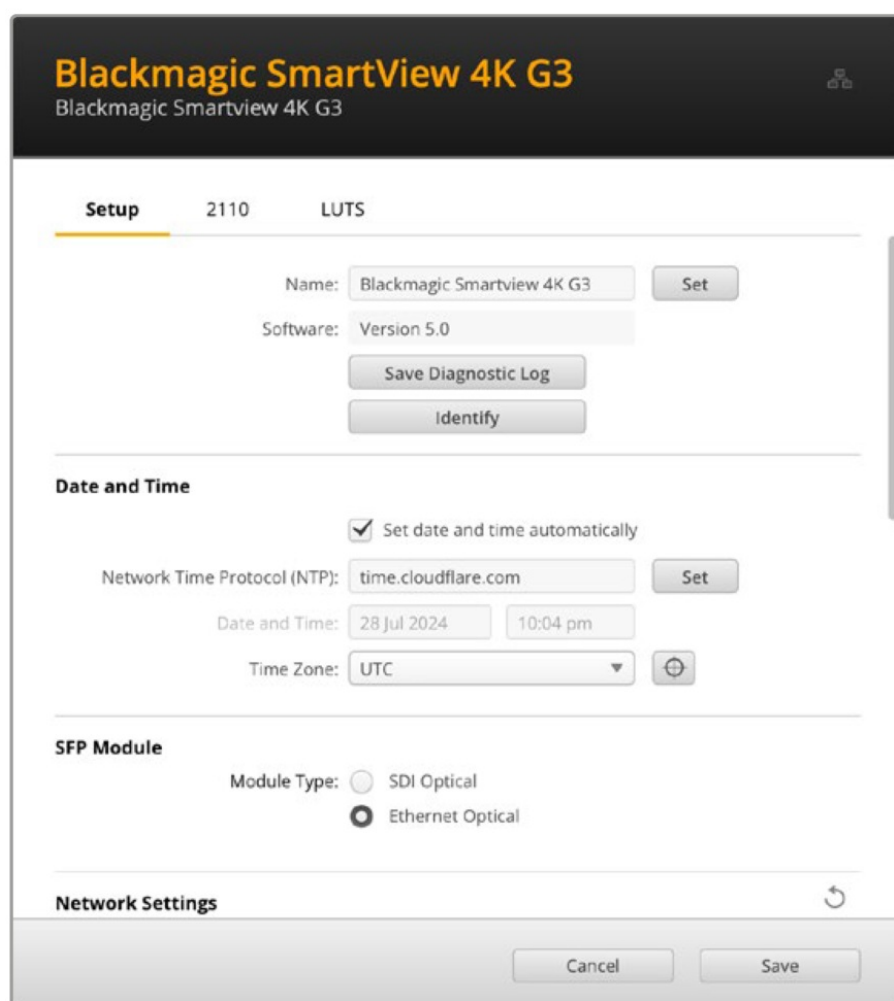 Blackmagic SmartView 4K G3
Blackmagic Smartview 4K G3
Setup 2110 LUTS
Name: Blackmagic Smartview 4K G3 Set
Software: Version 5.0
Save Diagnostic Log
Identify
Date and Time
Set date and time automatically
Network Time Protocol (NTP): time.cloudflare.com Set
Date and Time: 28 Jul 2024 10:04 pm
Time Zone: UTC
SFP Module
Module Type: SDI Optical
Ethernet Optical
Network Settings
Cancel Save